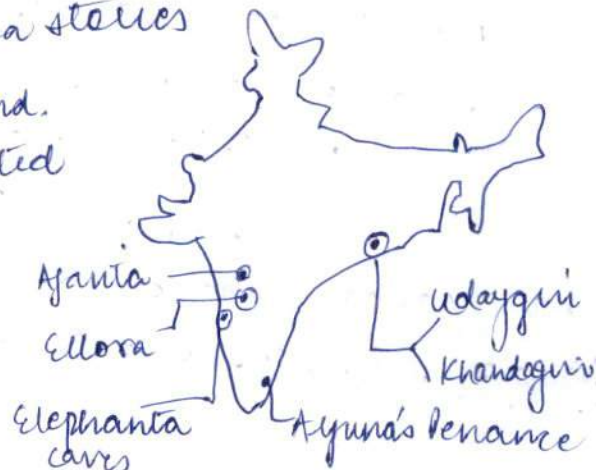 a stories
nd.
ted
Ajanta
Ellora
Elephanta
caves
Udaygiri
Khandagiri
Arjuna's Penance